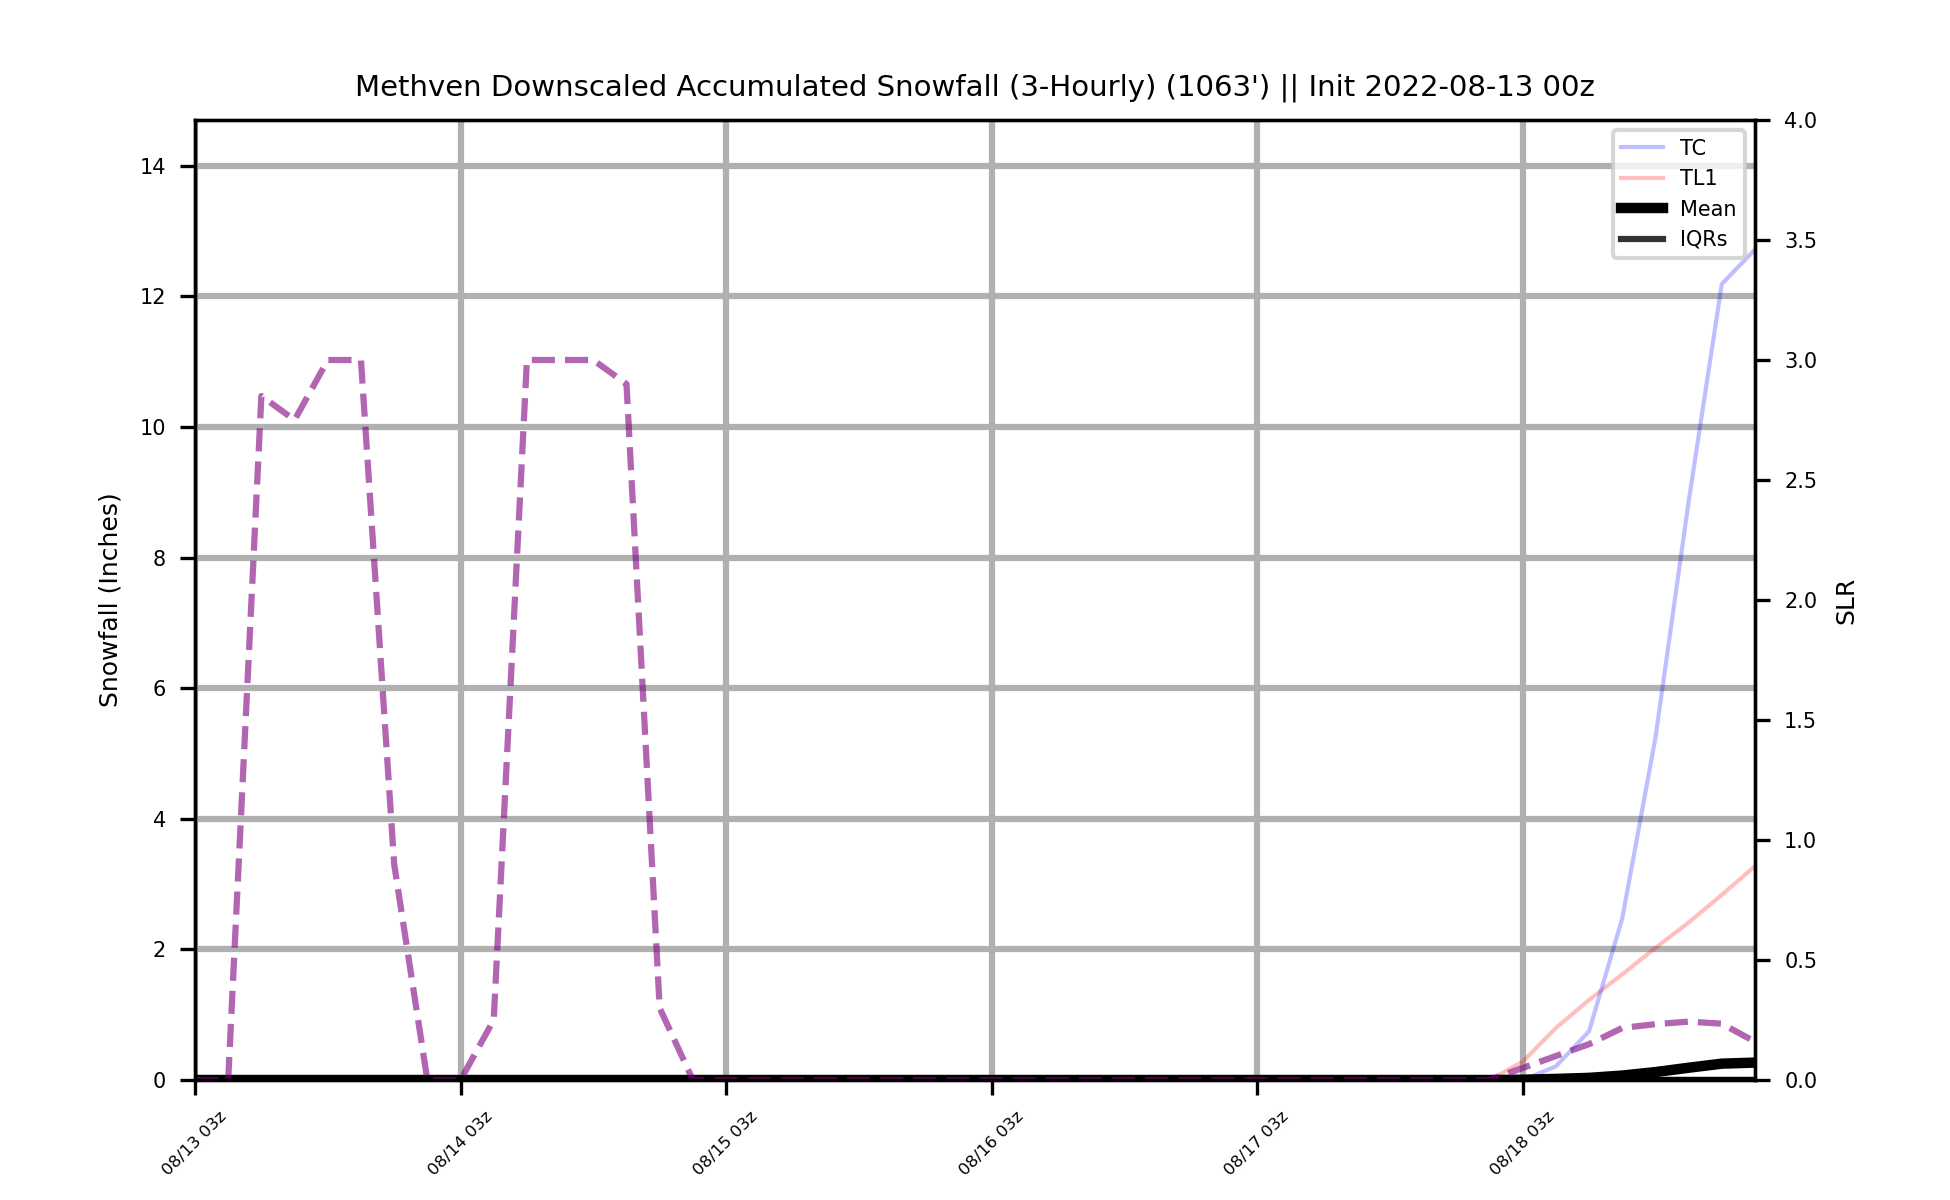 Methven Downscaled Accumulated Snowfall (3-Hourly) (1063') || Init 2022-08-13 00z
TC
TL1
Mean
IQRs
Snowfall (Inches)
14
12
10
8
6
4
2
0
4.0
3.5
3.0
2.5
2.0
1.5
1.0
0.5
0.0
SLR
08/13 03z
08/14 03z
08/15 03z
08/16 03z
08/17 03z
08/18 03z